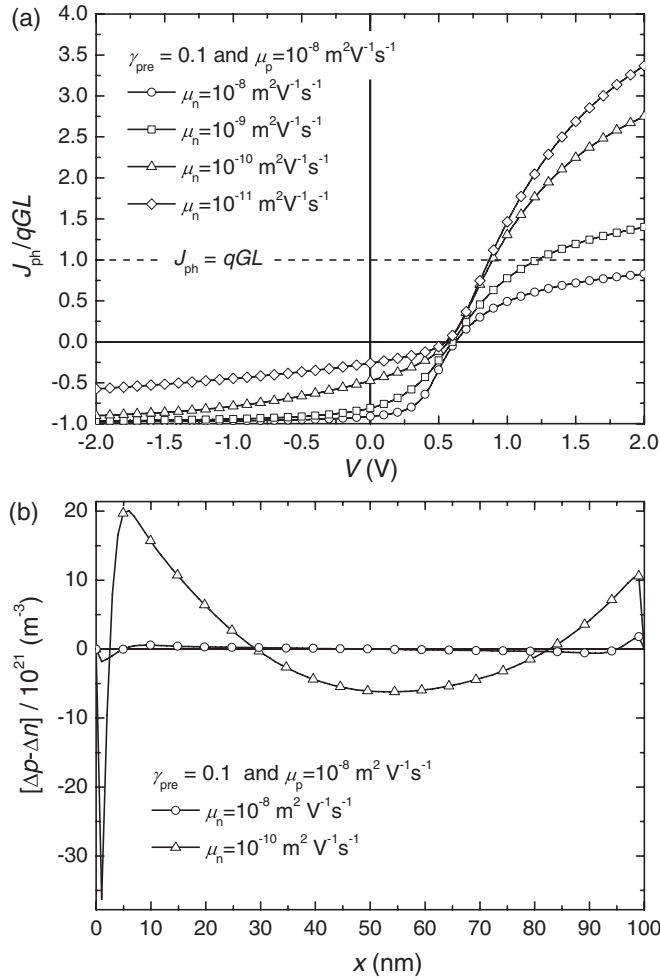 (a)
4.0
3.5
3.0
2.5
2.0
1.5
1.0
0.5
0.0
-0.5
-1.0
J_ph/qGL
γ_pre = 0.1 and μ_p=10^-8 m^2V^-1s^-1
μ_n=10^-8 m^2V^-1s^-1
μ_n=10^-9 m^2V^-1s^-1
μ_n=10^-10 m^2V^-1s^-1
μ_n=10^-11 m^2V^-1s^-1
J_ph = qGL
-2.0 -1.5 -1.0 -0.5 0.0 0.5 1.0 1.5 2.0
V (V)
(b)
20
10
0
-10
-20
-30
[Δp-Δn] / 10^21 (m^-3)
γ_pre = 0.1 and μ_p=10^-8 m^2 V^-1s^-1
μ_n=10^-8 m^2 V^-1s^-1
μ_n=10^-10 m^2 V^-1s^-1
0 10 20 30 40 50 60 70 80 90 100
x (nm)